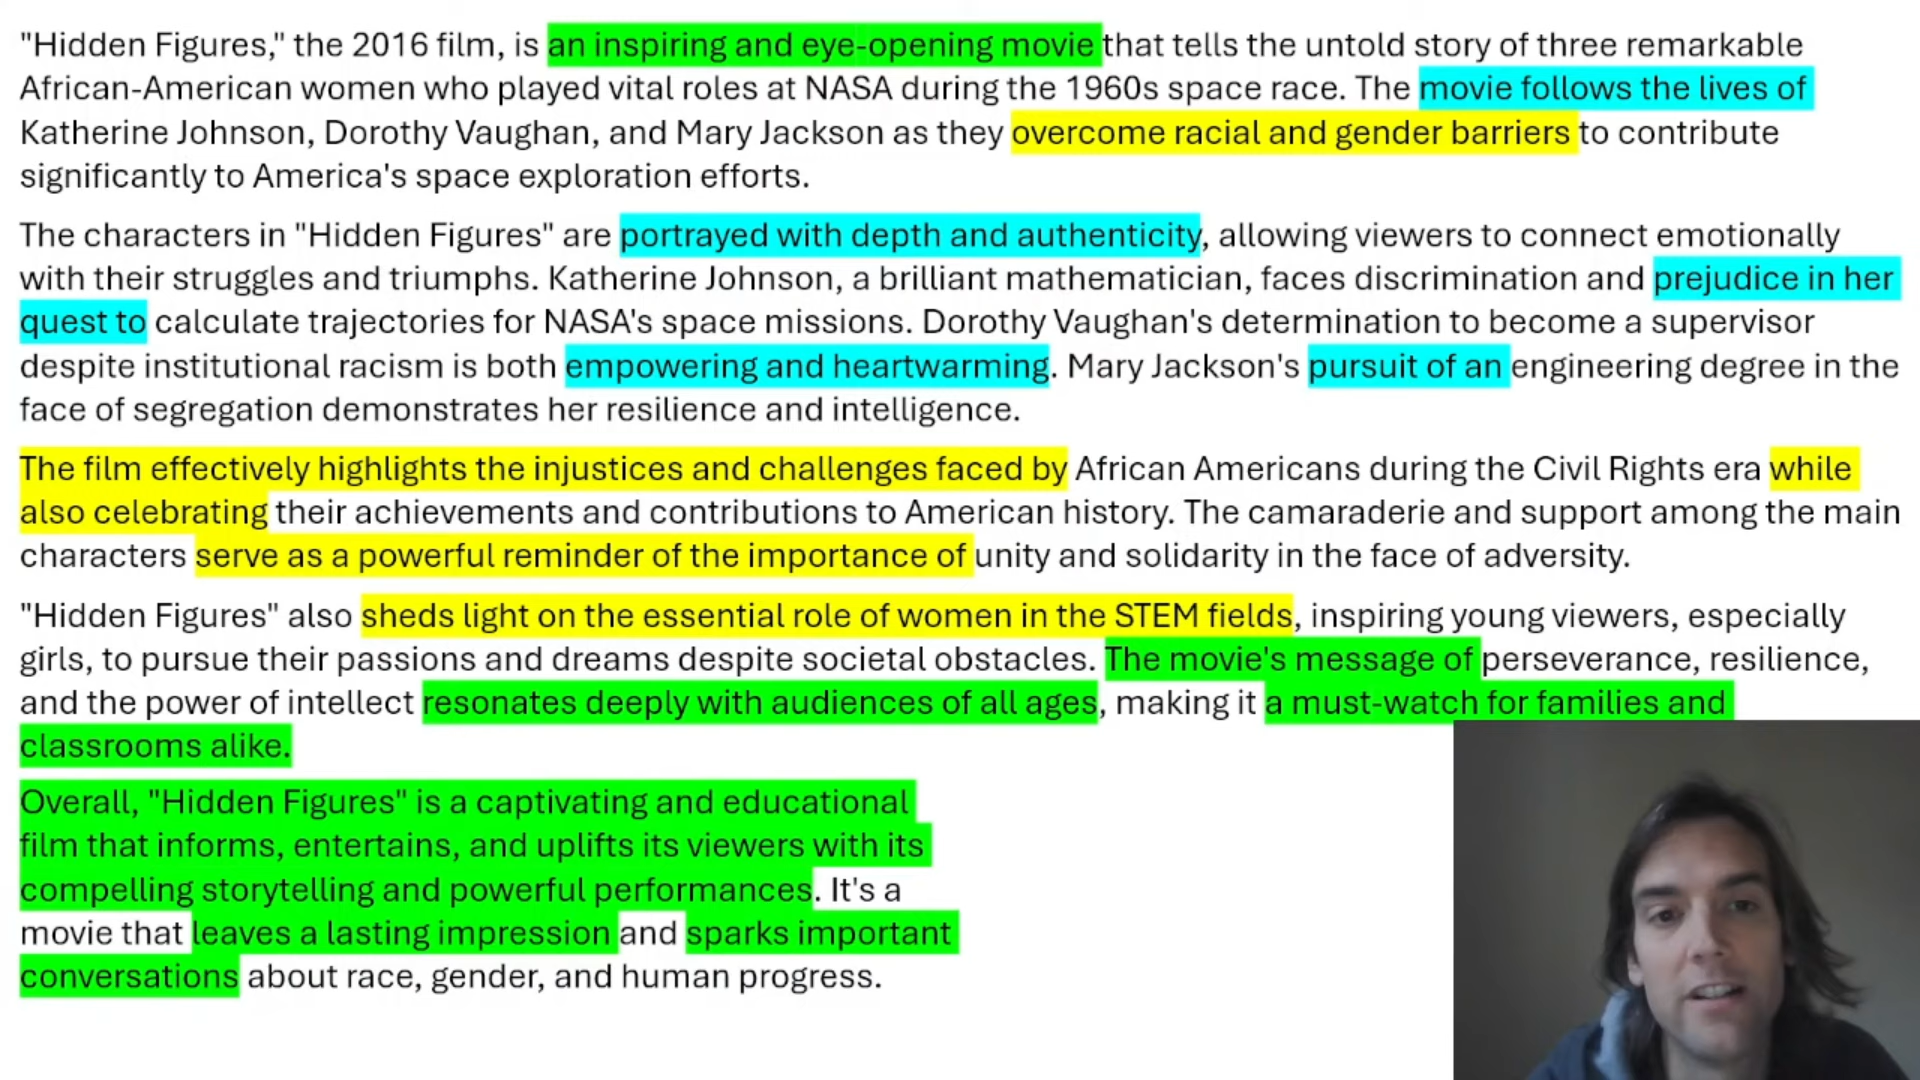 "Hidden Figures," the 2016 film, is an inspiring and eye-opening movie that tells the untold story of three remarkable
African-American women who played vital roles at NASA during the 1960s space race. The movie follows the lives of
Katherine Johnson, Dorothy Vaughan, and Mary Jackson as they overcome racial and gender barriers to contribute
significantly to America's space exploration efforts.
The characters in "Hidden Figures" are portrayed with depth and authenticity, allowing viewers to connect emotionally
with their struggles and triumphs. Katherine Johnson, a brilliant mathematician, faces discrimination and prejudice in her
quest to calculate trajectories for NASA's space missions. Dorothy Vaughan's determination to become a supervisor
despite institutional racism is both empowering and heartwarming. Mary Jackson's pursuit of an engineering degree in the
face of segregation demonstrates her resilience and intelligence.
The film effectively highlights the injustices and challenges faced by African Americans during the Civil Rights era while
also celebrating their achievements and contributions to American history. The camaraderie and support among the main
characters serve as a powerful reminder of the importance of unity and solidarity in the face of adversity.
"Hidden Figures" also sheds light on the essential role of women in the STEM fields, inspiring young viewers, especially
girls, to pursue their passions and dreams despite societal obstacles. The movie's message of perseverance, resilience,
and the power of intellect resonates deeply with audiences of all ages, making it a must-watch for families and
classrooms alike.
Overall, "Hidden Figures" is a captivating and educational
film that informs, entertains, and uplifts its viewers with its
compelling storytelling and powerful performances. It's a
movie that leaves a lasting impression and sparks important
conversations about race, gender, and human progress.